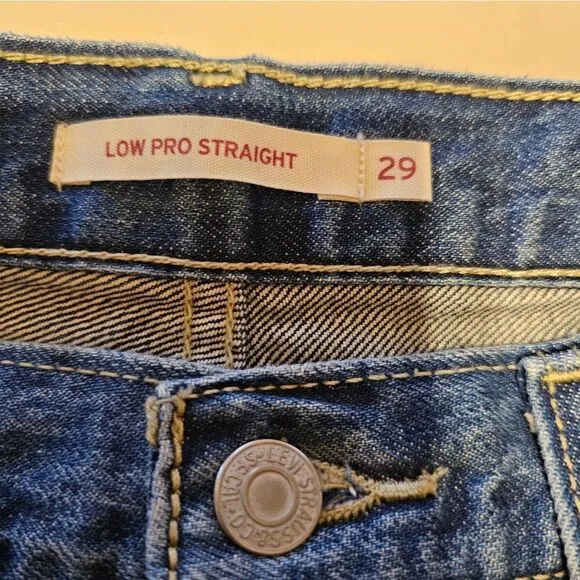 LOW PRO STRAIGHT 29
LEVI STRAUSS & CO. S.F. CAL